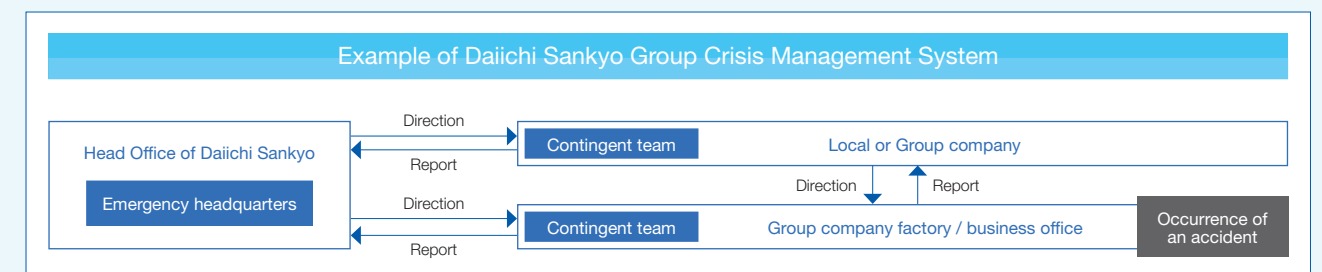 Example of Daiichi Sankyo Group Crisis Management System
Head Office of Daiichi Sankyo
Emergency headquarters
Direction
Report
Contingent team
Local or Group company
Direction
Report
Direction
Report
Contingent team
Group company factory / business office
Occurrence of
an accident